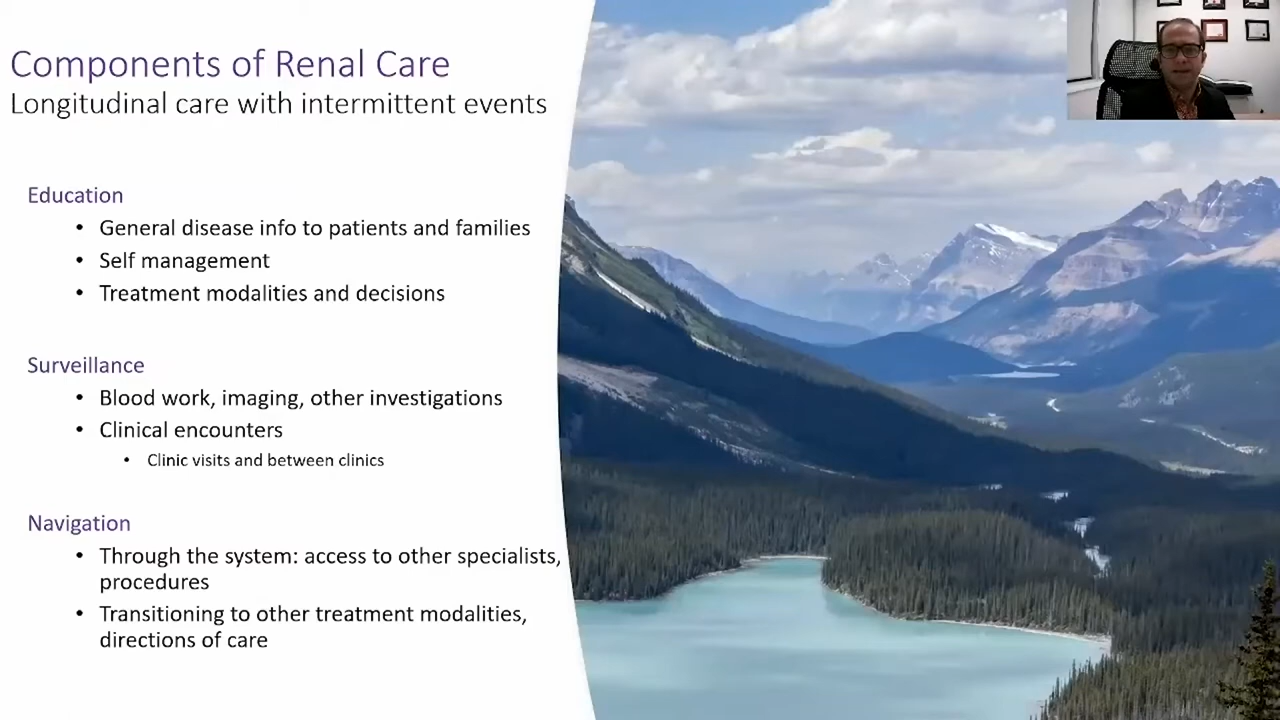 Components of Renal Care
Longitudinal care with intermittent events
Education
• General disease info to patients and families
• Self management
• Treatment modalities and decisions
Surveillance
• Blood work, imaging, other investigations
• Clinical encounters
• Clinic visits and between clinics
Navigation
• Through the system: access to other specialists,
procedures
• Transitioning to other treatment modalities,
directions of care